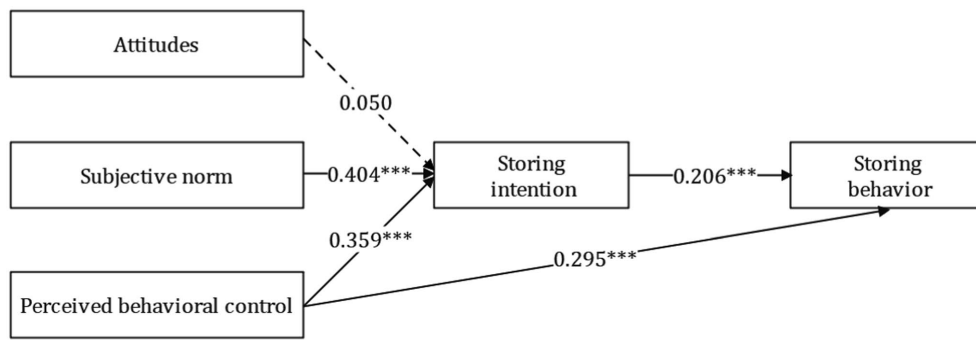 Attitudes
0.050
Subjective norm
0.404***
Storing
intention
0.206***
Storing
behavior
0.359***
0.295***
Perceived behavioral control